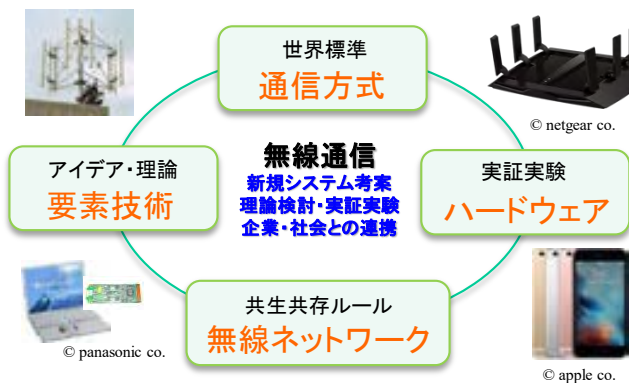 世界標準
通信方式
© netgear co.
アイデア・理論
要素技術
無線通信
新規システム考案
理論検討・実証実験
企業・社会との連携
実証実験
ハードウェア
共生共存ルール
無線ネットワーク
© panasonic co.
© apple co.